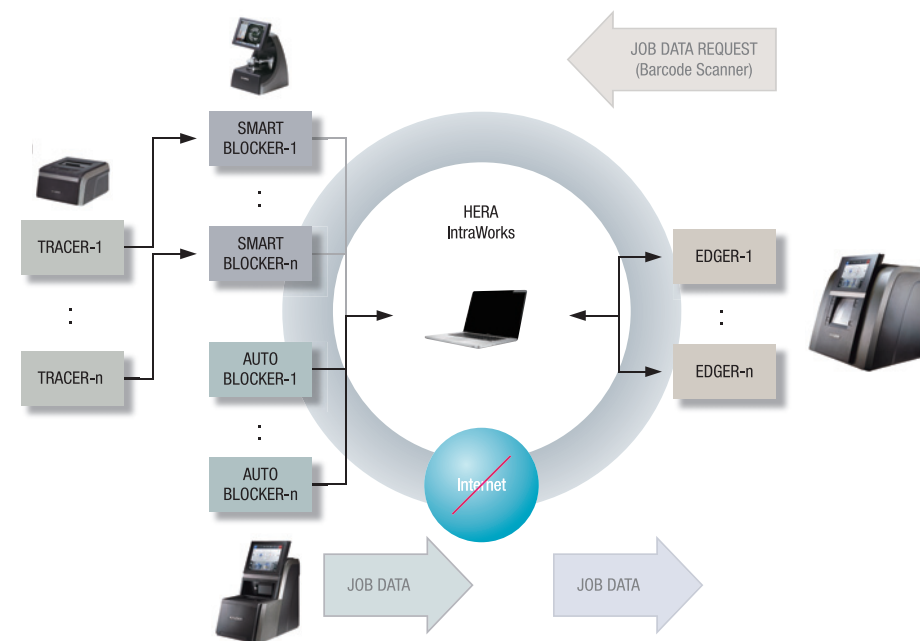 JOB DATA REQUEST
(Barcode Scanner)
SMART
BLOCKER-1
:
HERA
IntraWorks
TRACER-1
SMART
BLOCKER-n
EDGER-1
:
:
TRACER-n
AUTO
BLOCKER-1
EDGER-n
:
AUTO
BLOCKER-n
Internet
JOB DATA
JOB DATA